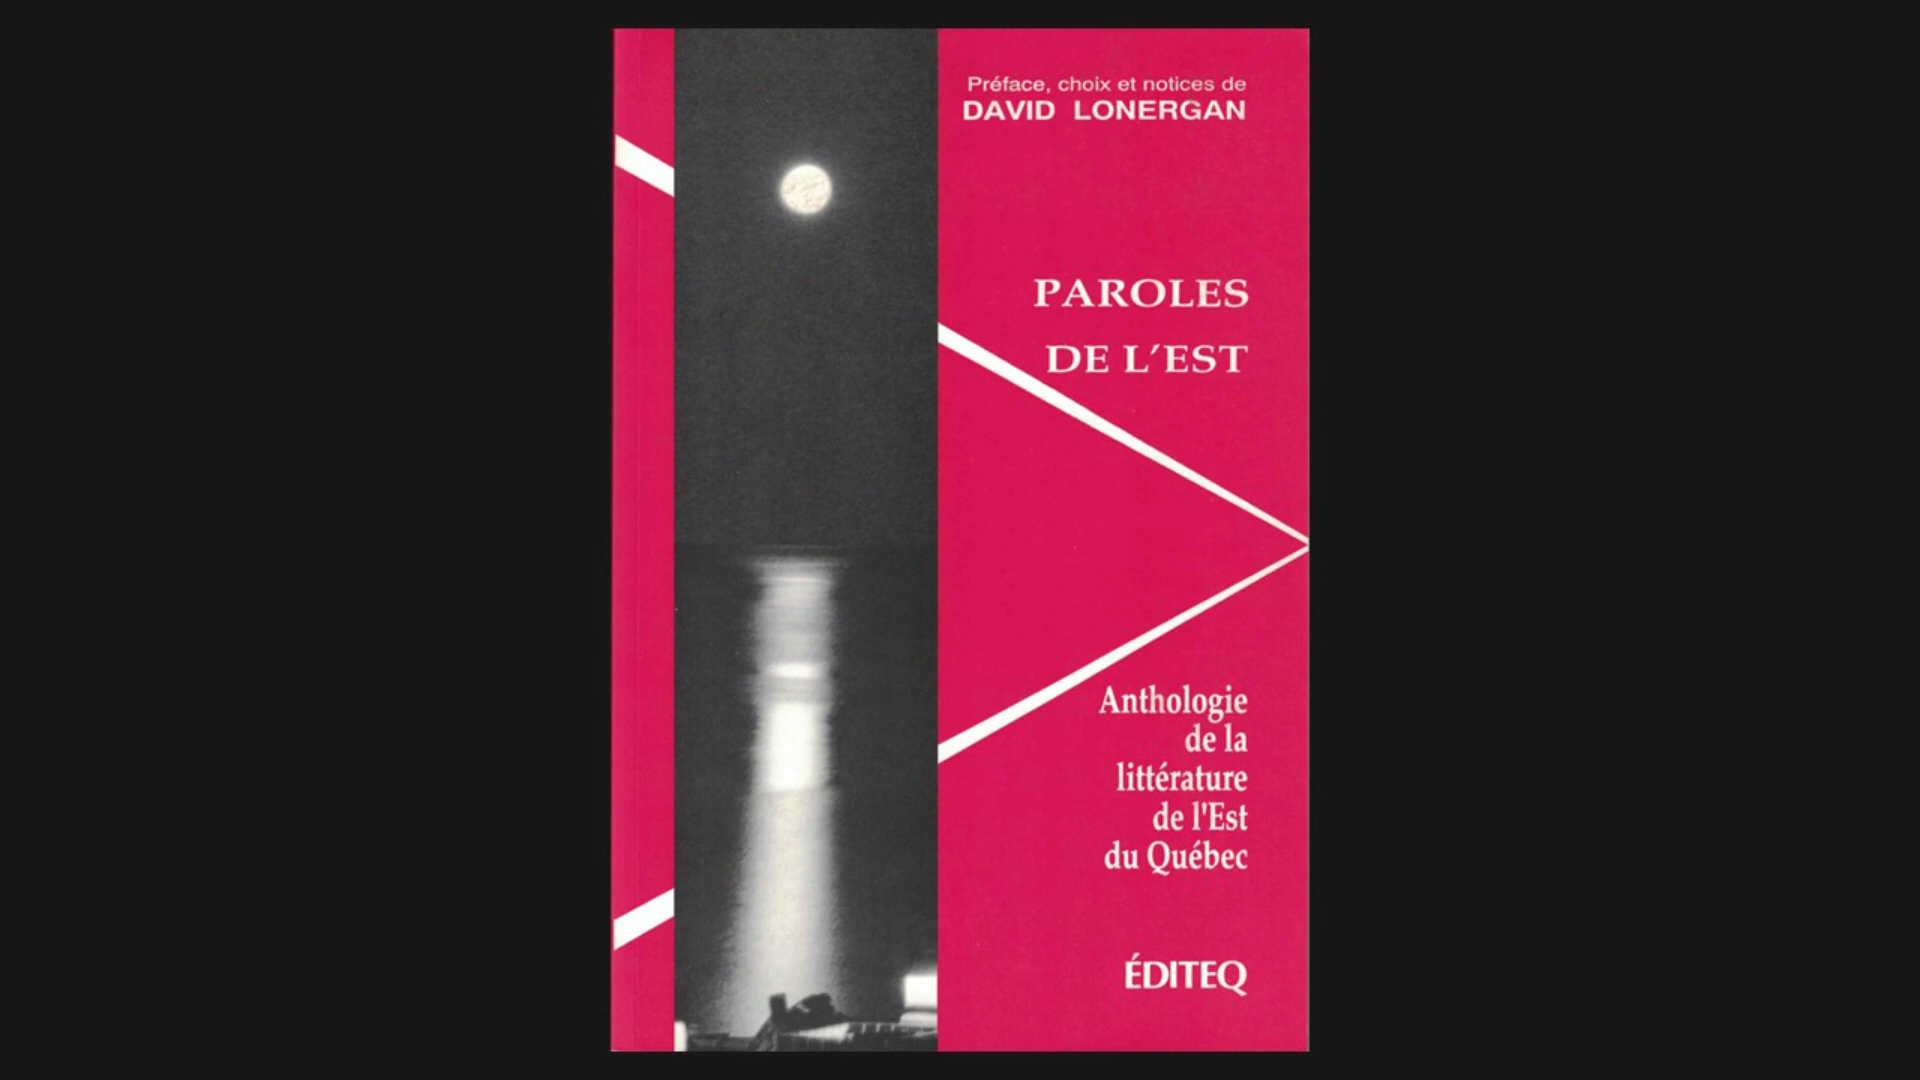 Préface, choix et notices de
DAVID LONERGAN
PAROLES
DE L'EST
Anthologie
de la
littérature
de l'Est
du Québec
ÉDITEQ